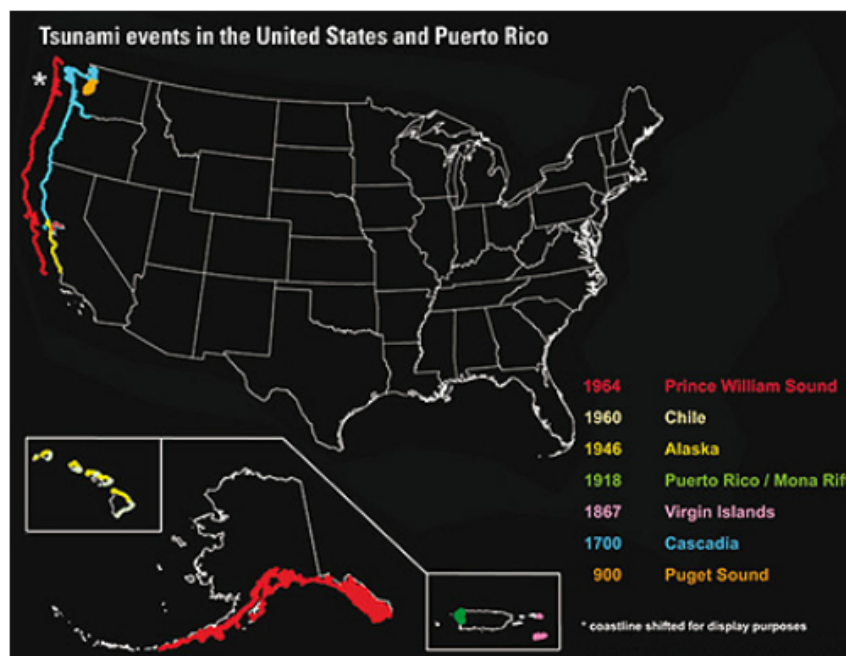 Tsunami events in the United States and Puerto Rico
*
1964 Prince William Sound
1960 Chile
1946 Alaska
1918 Puerto Rico / Mona Rif
1867 Virgin Islands
1700 Cascadia
900 Puget Sound
* coastline shifted for display purposes